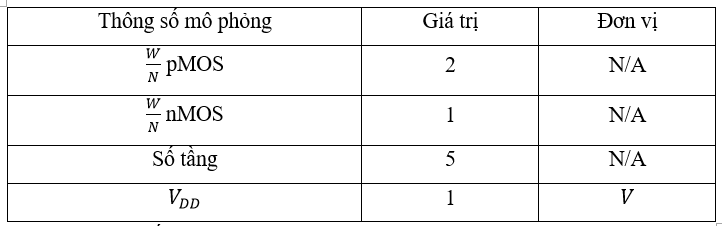 Thông số mô phỏng Giá trị Đơn vị
W/N pMOS 2 N/A
W/N nMOS 1 N/A
Số tầng 5 N/A
V_DD 1 V